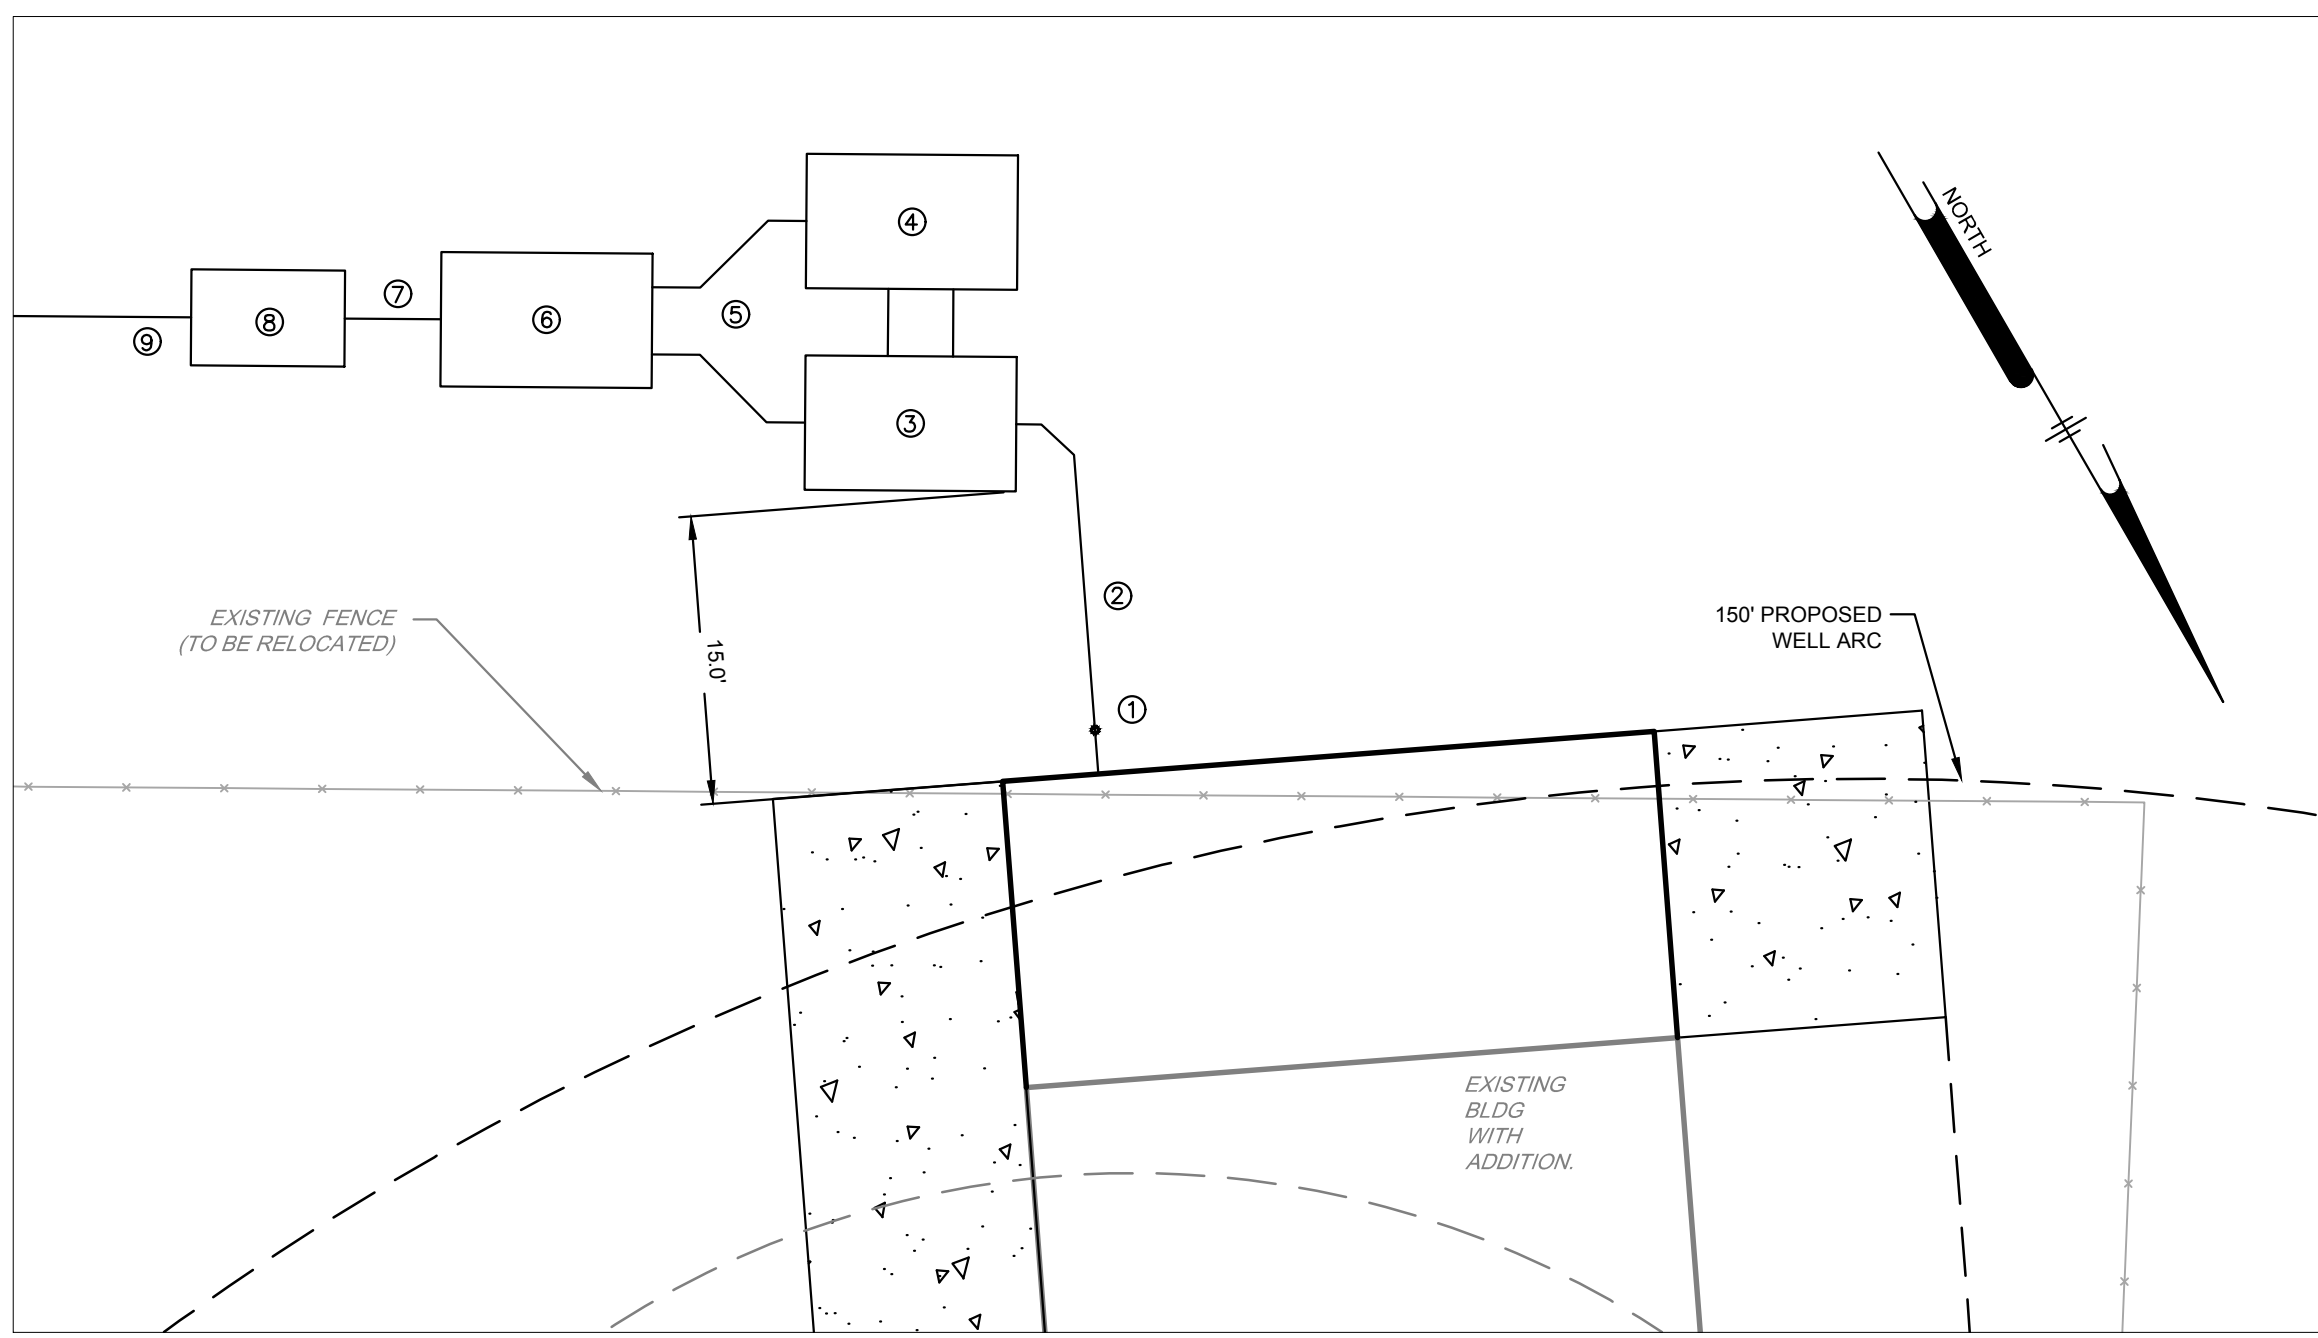 ④
⑦
⑤
⑧
⑥
⑨
③
NORTH
②
EXISTING FENCE
(TO BE RELOCATED)
15.0'
150' PROPOSED
WELL ARC
①
EXISTING
BLDG
WITH
ADDITION.